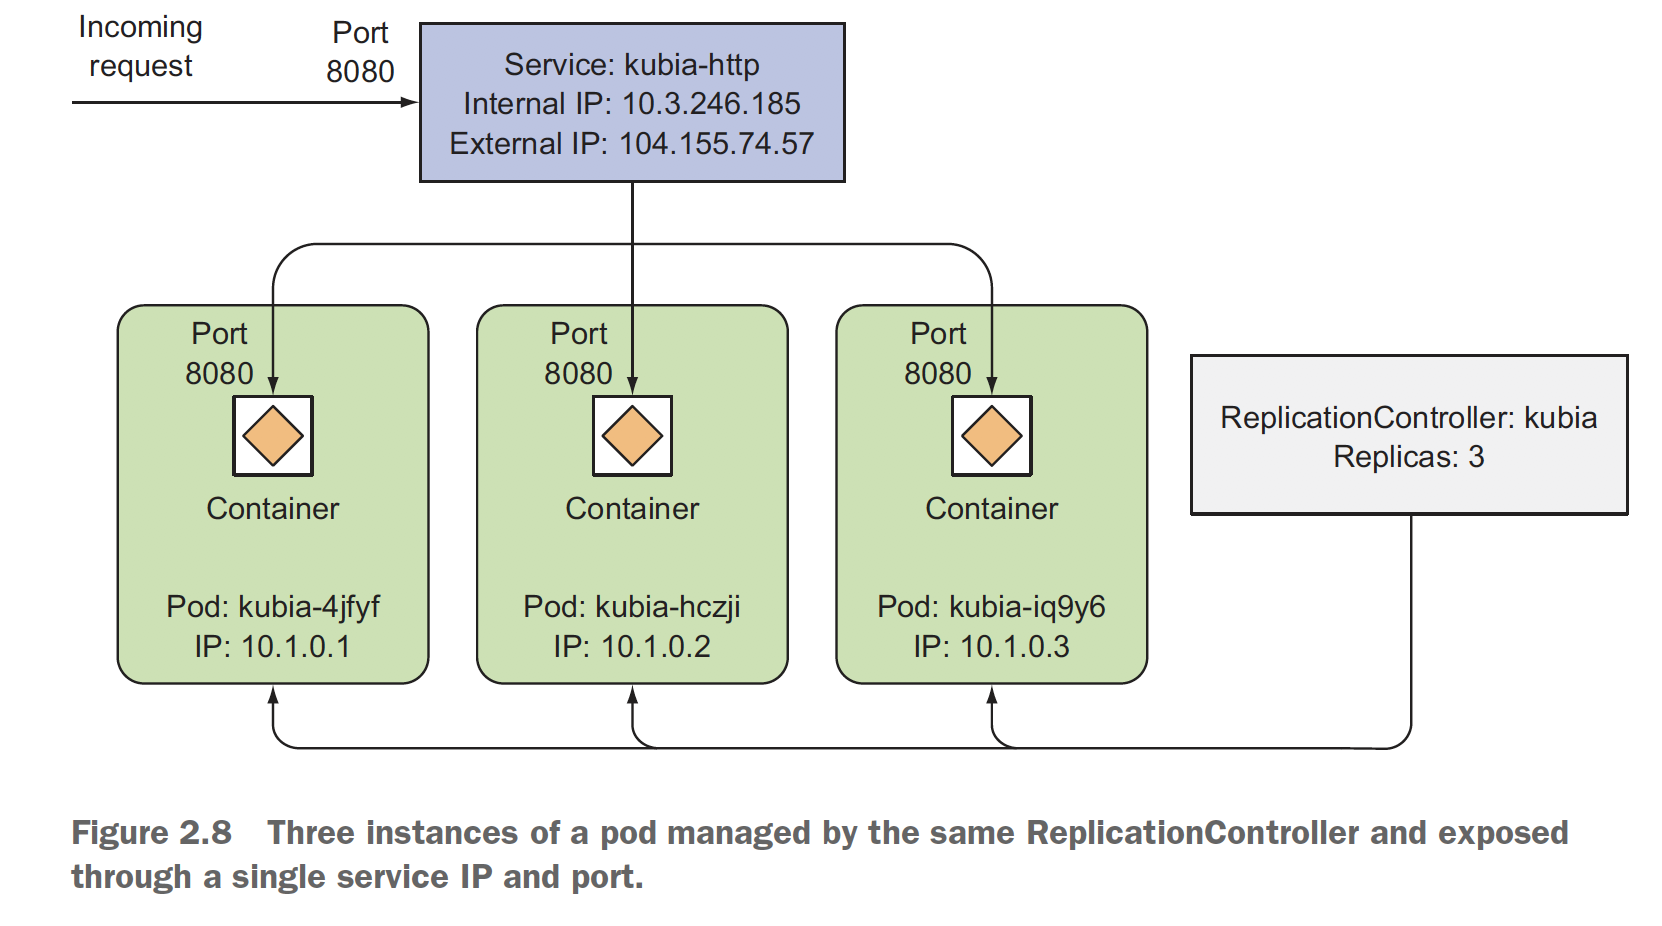 Incoming
request
Port
8080
Service: kubia-http
Internal IP: 10.3.246.185
External IP: 104.155.74.57
Port
8080
Container
Pod: kubia-4jfyf
IP: 10.1.0.1
Port
8080
Container
Pod: kubia-hczji
IP: 10.1.0.2
Port
8080
Container
Pod: kubia-iq9y6
IP: 10.1.0.3
ReplicationController: kubia
Replicas: 3
Figure 2.8 Three instances of a pod managed by the same ReplicationController and exposed
through a single service IP and port.